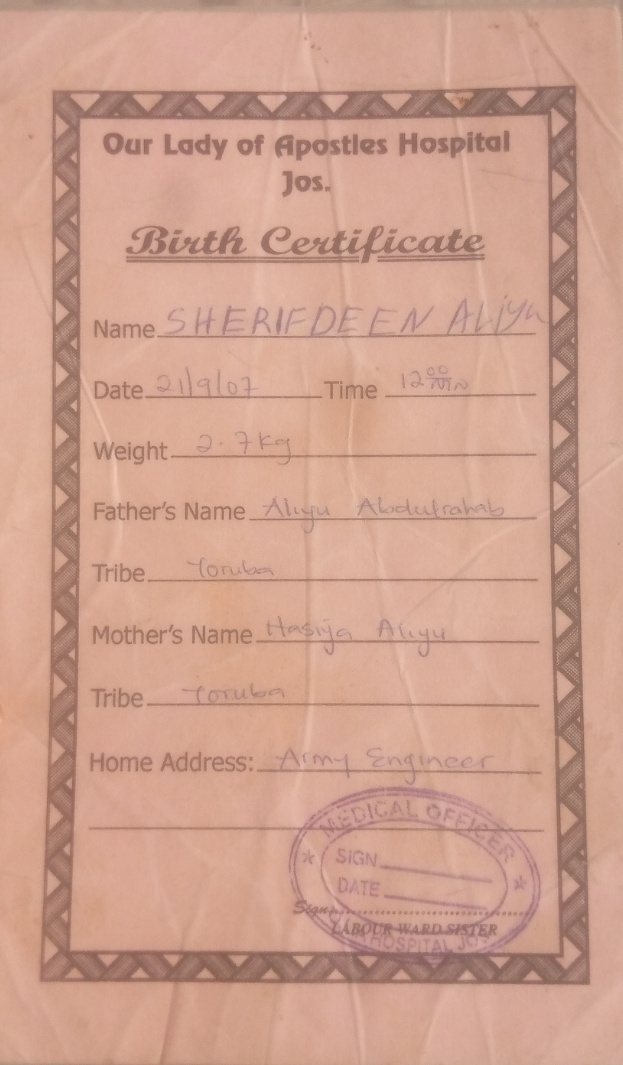 Our Lady of Apostles Hospital
Jos.
Birth Certificate
Name SHERIFDEEN Aliyu
Date 21/9/07 Time 12:00
Weight 2.7kg
Father's Name Aliyu Abdulrahab
Tribe Yoruba
Mother's Name Hasiya Aliyu
Tribe Yoruba
Home Address: Army Engineer
MEDICAL OFFICER
SIGN
DATE
Sign
LABOUR WARD SISTER
HOSPITAL JOS